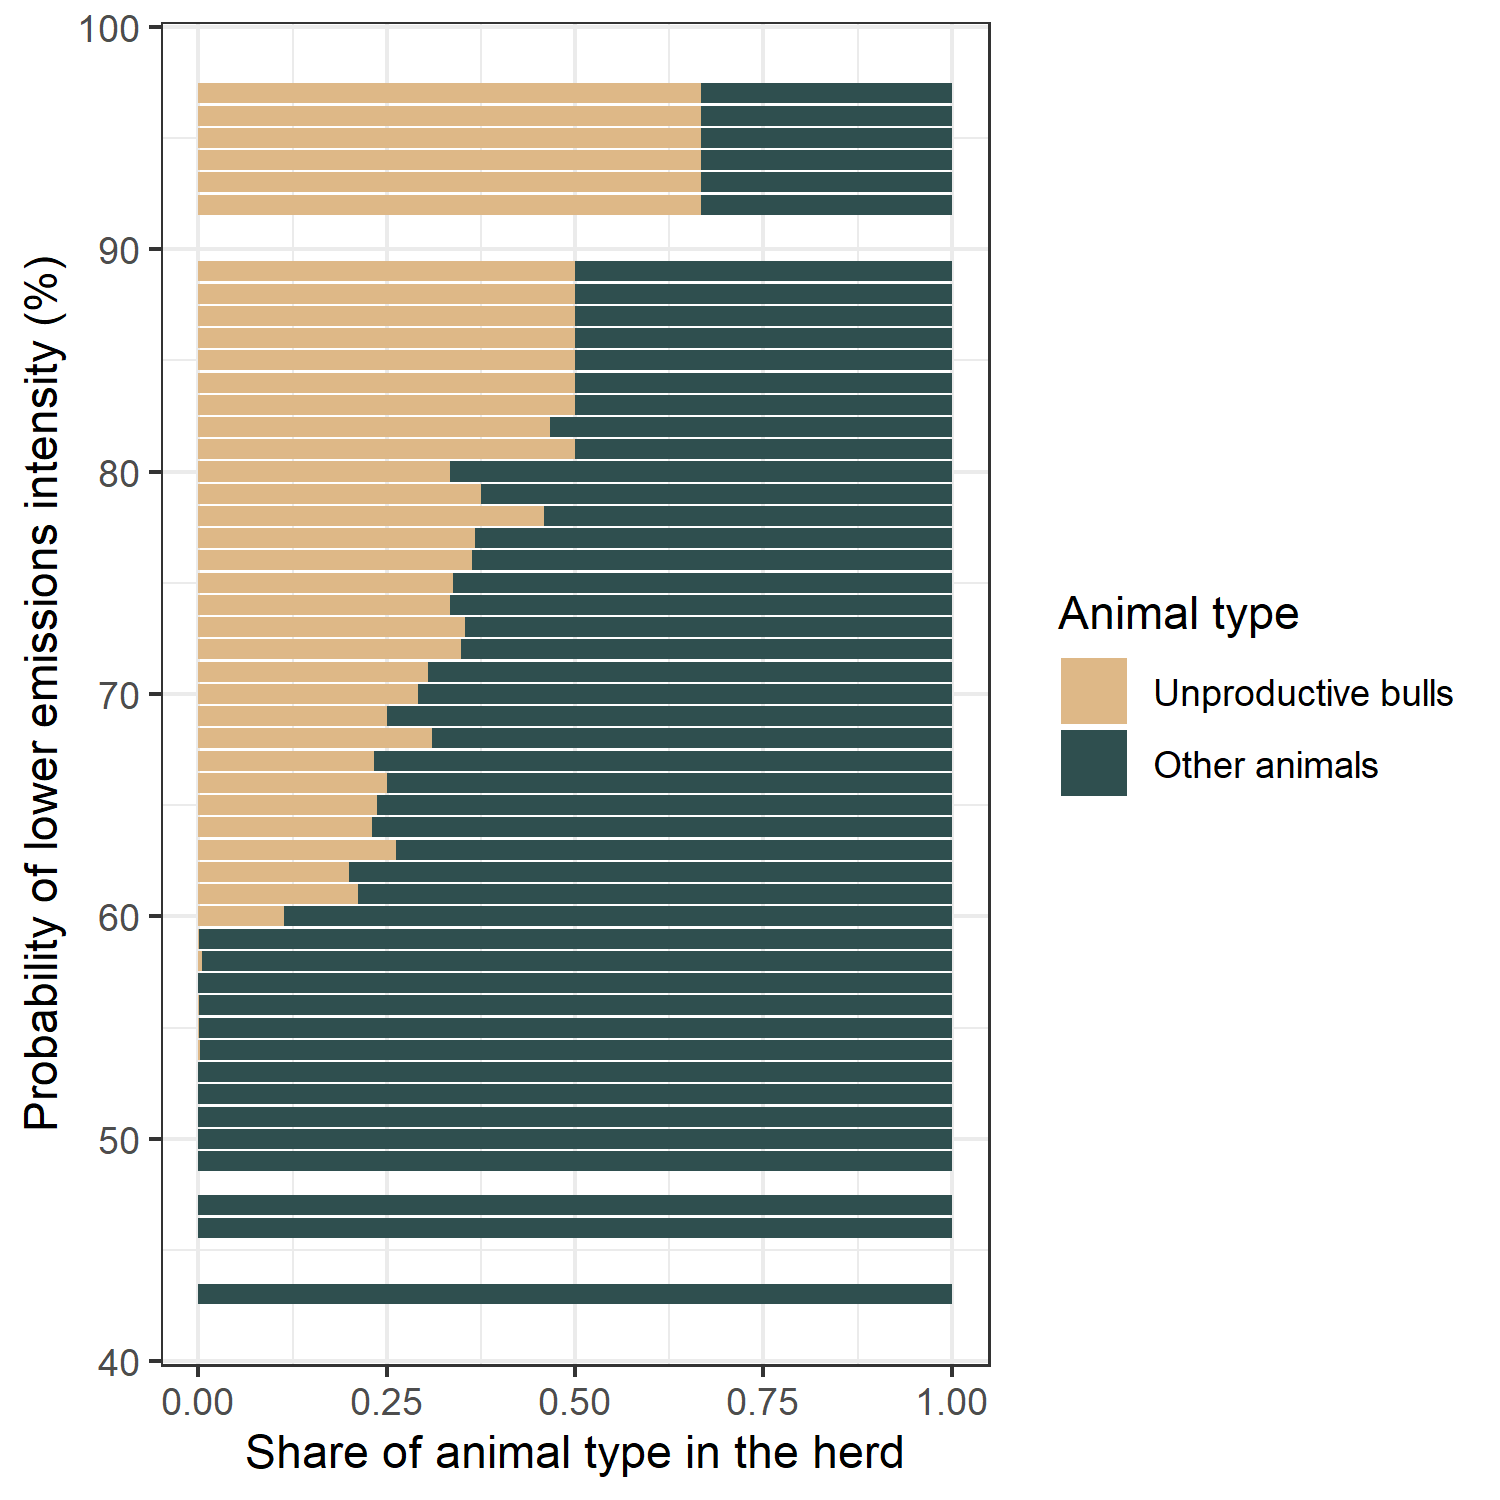 100
90
80
70
60
50
40
Probability of lower emissions intensity (%)
0.00 0.25 0.50 0.75 1.00
Share of animal type in the herd
Animal type
Unproductive bulls
Other animals